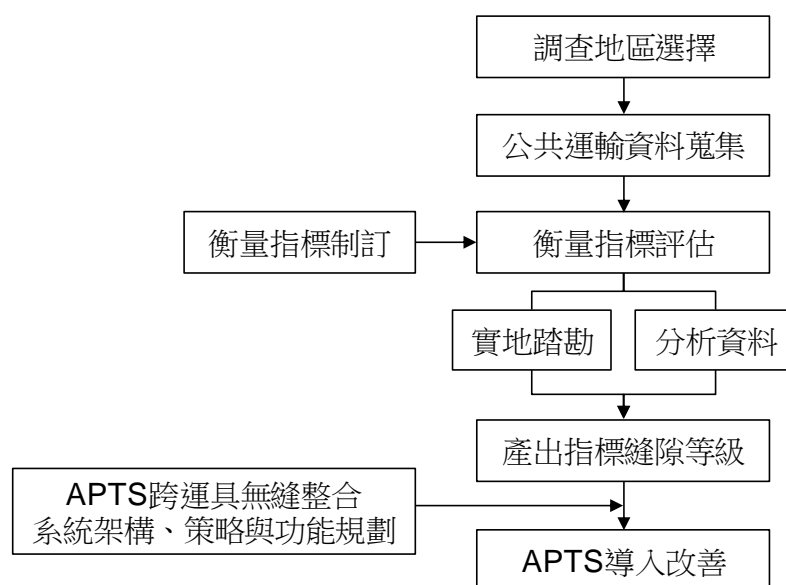 調查地區選擇
公共運輸資料蒐集
衡量指標制訂
衡量指標評估
實地踏勘
分析資料
產出指標縫隙等級
APTS跨運具無縫整合
系統架構、策略與功能規劃
APTS導入改善